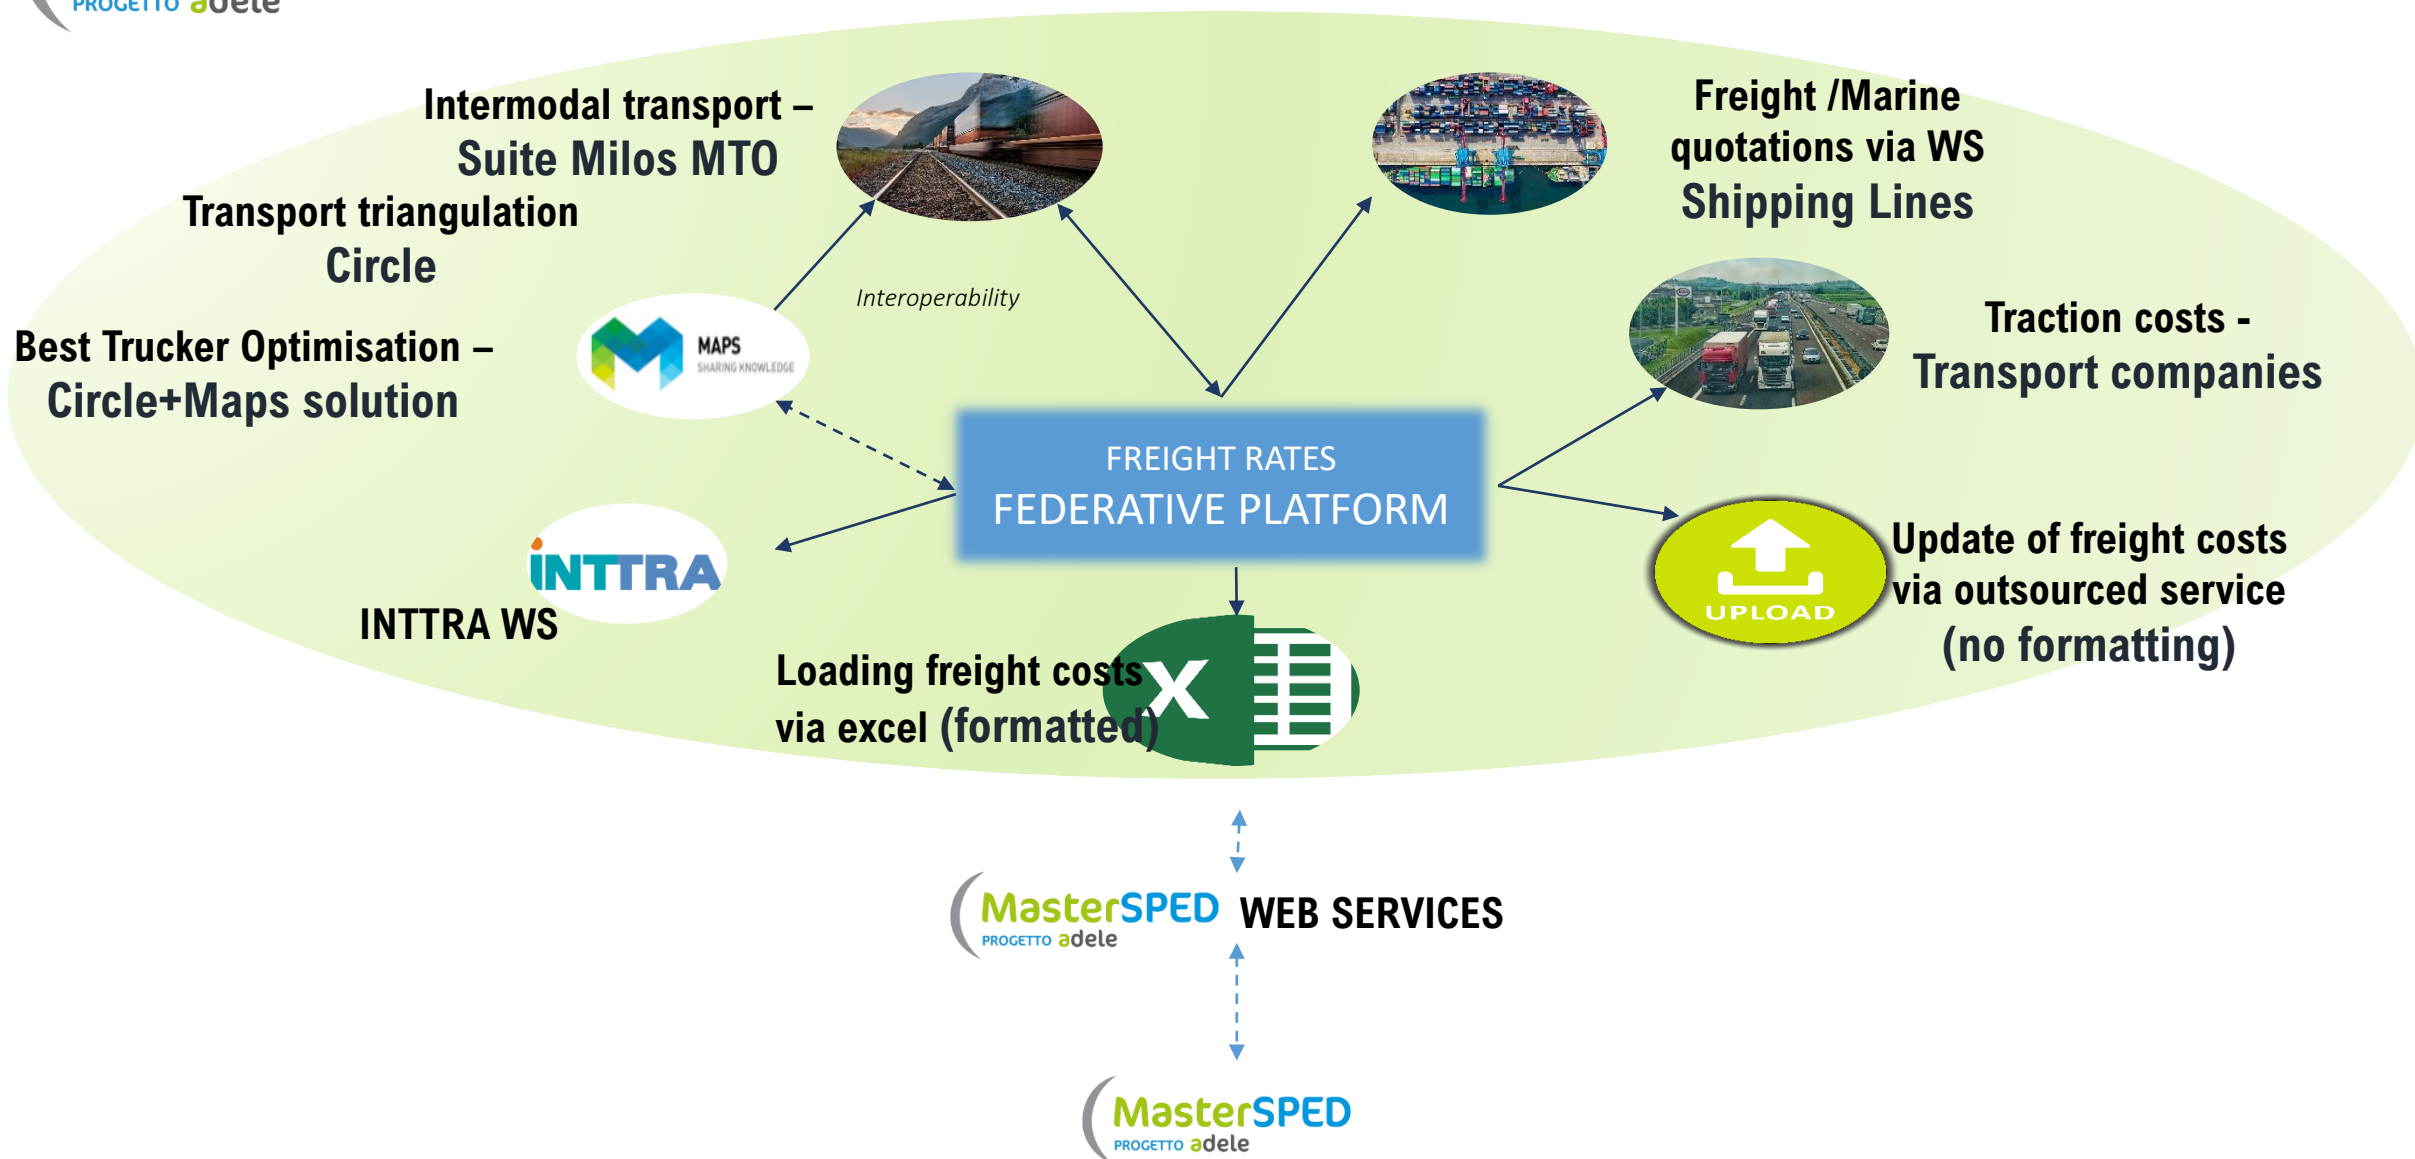 PROGETTO adele
Intermodal transport –
Suite Milos MTO
Transport triangulation
Circle
Best Trucker Optimisation –
Circle+Maps solution
Interoperability
MAPS
SHARING KNOWLEDGE
Freight /Marine
quotations via WS
Shipping Lines
Traction costs -
Transport companies
FREIGHT RATES
FEDERATIVE PLATFORM
INTTRA
INTTRA WS
UPLOAD
Update of freight costs
via outsourced service
(no formatting)
Loading freight costs
via excel (formatted)
X
MasterSPED
PROGETTO adele
WEB SERVICES
MasterSPED
PROGETTO adele